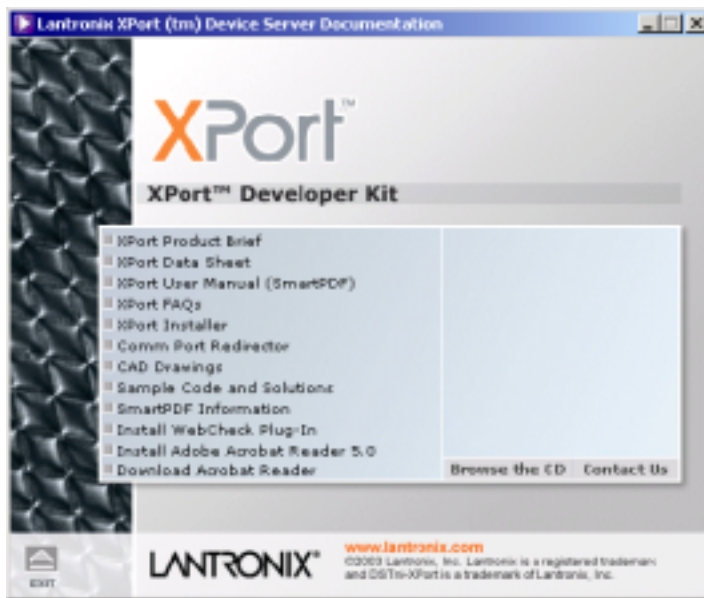 Lantronix XPort (tm) Device Server Documentation
XPort™
XPort™ Developer Kit
XPort Product Brief
XPort Data Sheet
XPort User Manual (SmartPDF)
XPort FAQs
XPort Installer
Comm Port Redirector
CAD Drawings
Sample Code and Solutions
SmartPDF Information
Install WebCheck Plug-In
Install Adobe Acrobat Reader 5.0
Download Acrobat Reader
Browse the CD Contact Us
EXIT
LANTRONIX®
www.lantronix.com
©2003 Lantronix, Inc. Lantronix is a registered trademark
and DSTni-XPort is a trademark of Lantronix, Inc.